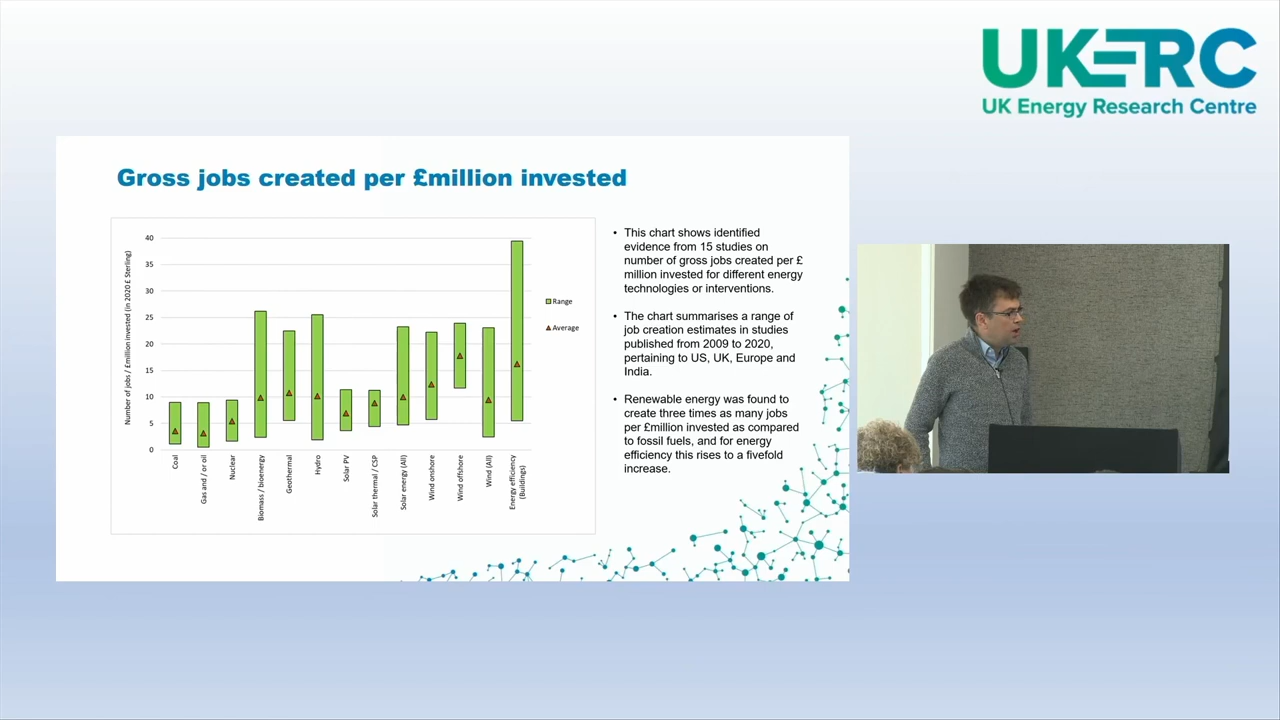 UKERC
UK Energy Research Centre
Gross jobs created per £million invested
Number of jobs / £million invested (in 2020 £ Sterling)
40
35
30
25
20
15
10
5
0
Coal
Gas and / or oil
Nuclear
Biomass / bioenergy
Geothermal
Hydro
Solar PV
Solar thermal / CSP
Solar energy (All)
Wind onshore
Wind offshore
Wind (All)
Energy efficiency
(Buildings)
Range
Average
• This chart shows identified
evidence from 15 studies on
number of gross jobs created per £
million invested for different energy
technologies or interventions.
• The chart summarises a range of
job creation estimates in studies
published from 2009 to 2020,
pertaining to US, UK, Europe and
India.
• Renewable energy was found to
create three times as many jobs
per £million invested as compared
to fossil fuels, and for energy
efficiency this rises to a fivefold
increase.